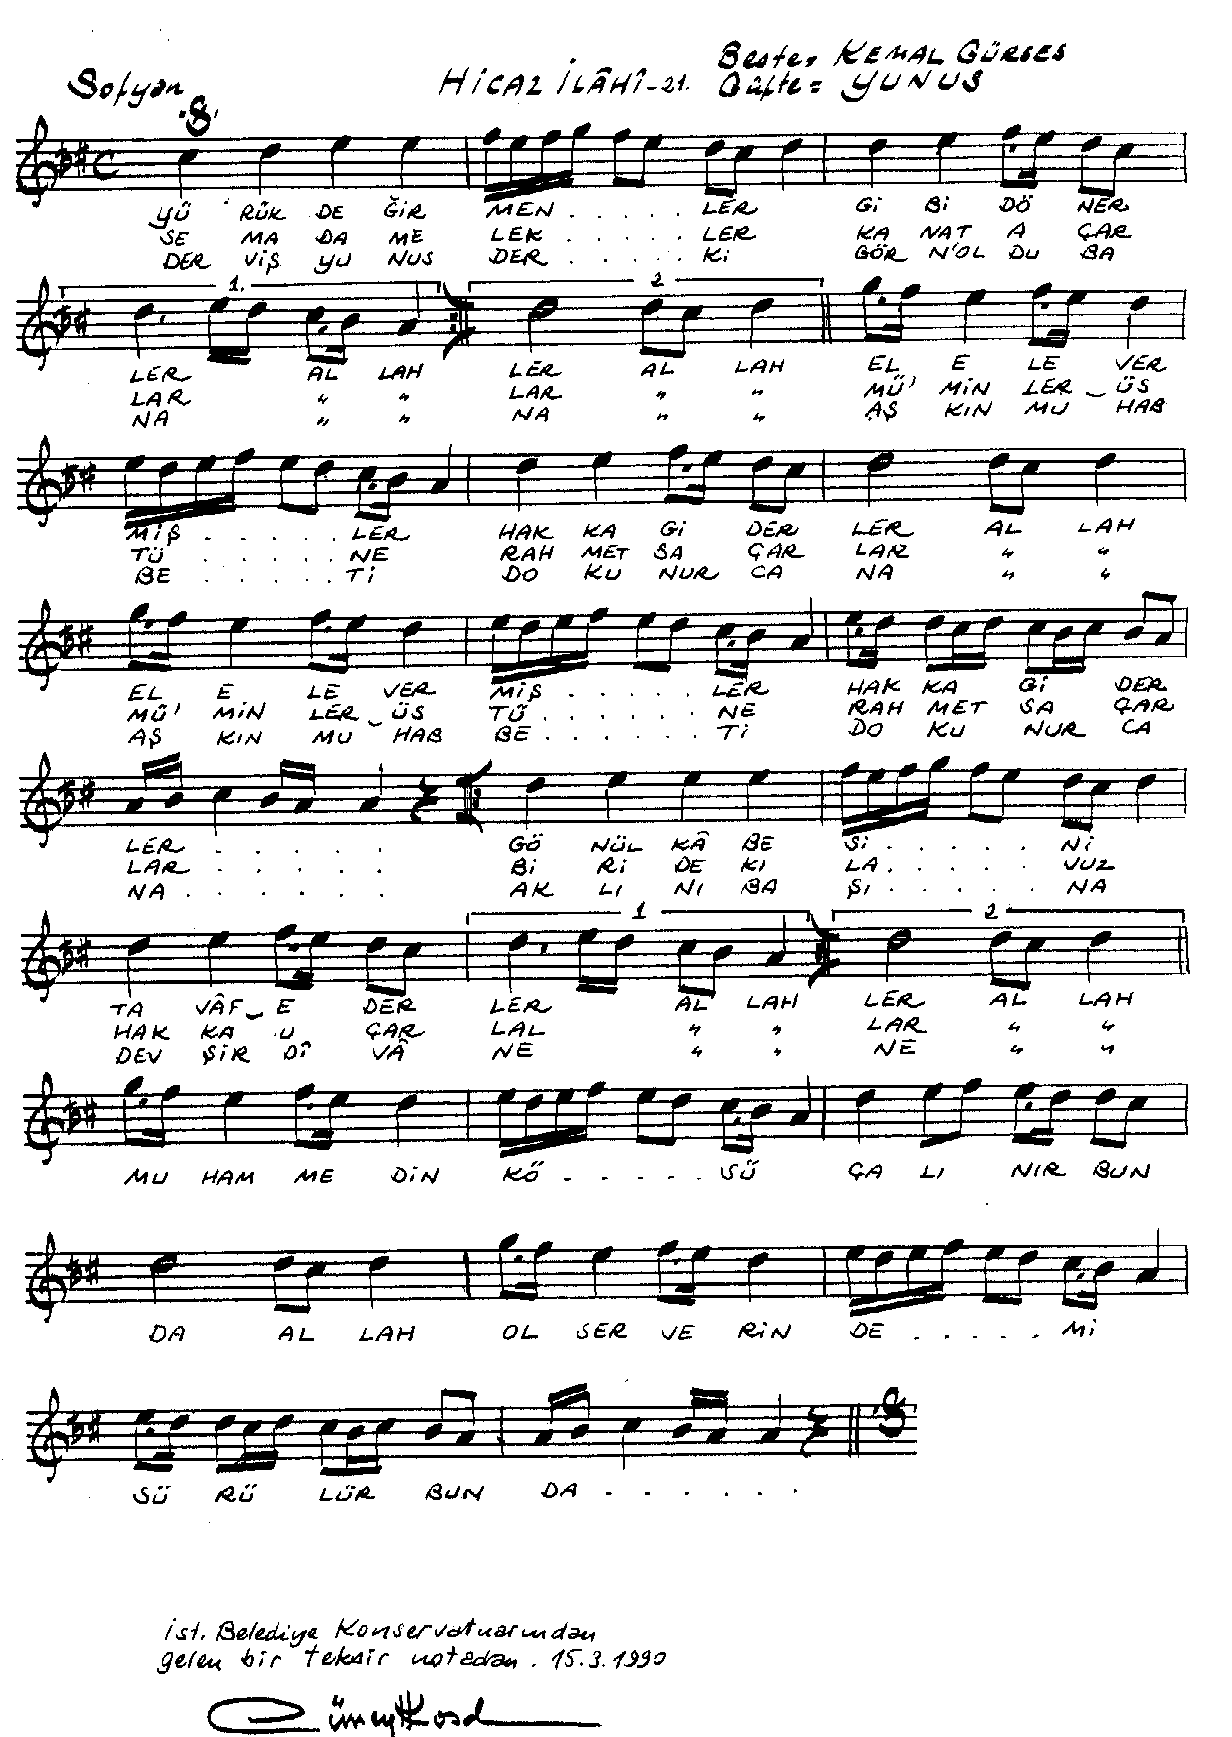 Beste, KEMAL GÜRSES
Sofyan HİCAZ İLÂHÎ-21. Güfte = YUNUS
YÜ RÜK DE ĞİR MEN . . . . . LER Gİ Bİ DÖ NER
SE MA DA ME LEK . . . . . LER KA NAT A ÇAR
DER VİŞ YU NUS DER . . . . . Kİ GÖR N'OL DU BA
1. 2
LER AL LAH LER AL LAH EL E LE VER
LAR " " LAR " " MÜ' MİN LER ‿ ÜS
NA " " NA " " AŞ KIN MU HAB
MİŞ . . . . . LER HAK KA Gİ DER LER AL LAH
TÜ . . . . . NE RAH MET SA ÇAR LAR " "
BE . . . . . Tİ DO KU NUR CA NA " "
EL E LE VER MİŞ . . . . . LER HAK KA Gİ DER
MÜ' MİN LER ‿ ÜS TÜ . . . . . . NE RAH MET SA ÇAR
AŞ KIN MU HAB BE . . . . . . Tİ DO KU NUR CA
LER . . . . . GÖ NÜL KÂ BE Sİ . . . . . Nİ
LAR . . . . . Bİ Rİ DE KI LA . . . . . VUZ
NA . . . . . . AK LI NI BA ŞI . . . . . NA
1 2
TA VÂF ‿ E DER LER AL LAH LER AL LAH
HAK KA U ÇAR LAL " " LAR " "
DEV ŞİR DÎ VÂ NE " " NE " "
MU HAM ME DİN KÖ . . . . . SÜ ÇA LI NIR BUN
DA AL LAH OL SER VE RİN DE . . . . . Mİ
SÜ RÜ LÜR BUN DA . . . . . .
İst. Belediye Konservatuarından
gelen bir teksir notadan. 15.3.1990